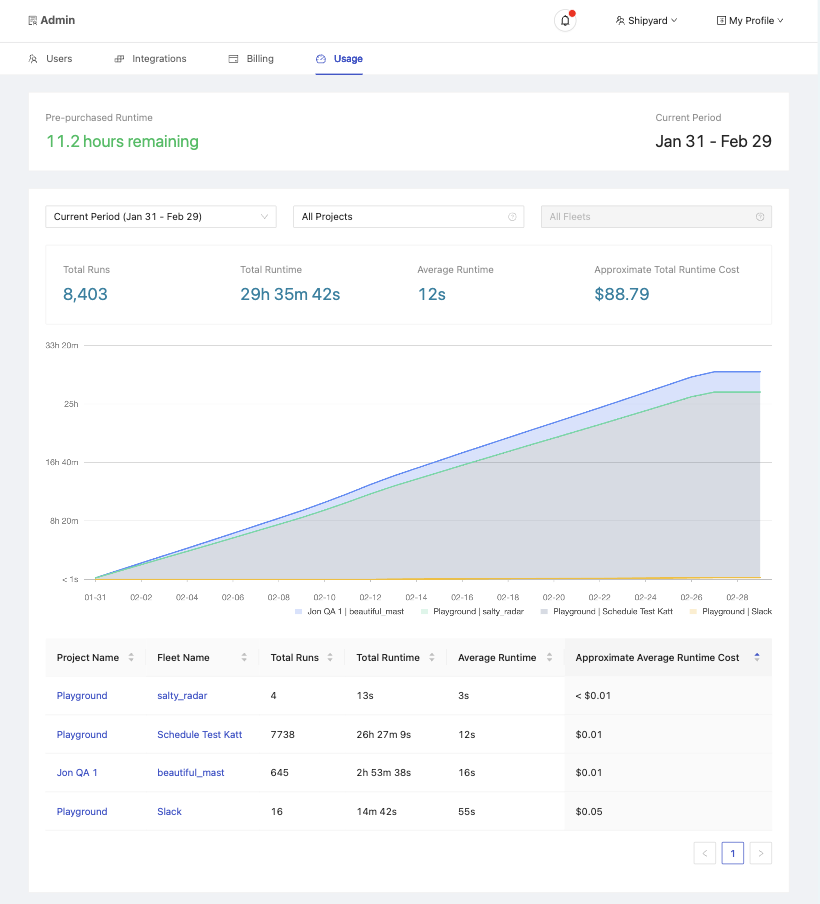 Admin
Shipyard
My Profile
Users
Integrations
Billing
Usage
Pre-purchased Runtime
Current Period
11.2 hours remaining
Jan 31 - Feb 29
Current Period (Jan 31 - Feb 29)
All Projects
All Fleets
Total Runs
Total Runtime
Average Runtime
Approximate Total Runtime Cost
8,403
29h 35m 42s
12s
$88.79
33h 20m
25h
16h 40m
8h 20m
< 1s
01-31 02-02 02-04 02-06 02-08 02-10 02-12 02-14 02-16 02-18 02-20 02-22 02-24 02-26 02-28
Jon QA 1 | beautiful_mast
Playground | salty_radar
Playground | Schedule Test Katt
Playground | Slack
Project Name Fleet Name Total Runs Total Runtime Average Runtime Approximate Average Runtime Cost
Playground salty_radar 4 13s 3s < $0.01
Playground Schedule Test Katt 7738 26h 27m 9s 12s $0.01
Jon QA 1 beautiful_mast 645 2h 53m 38s 16s $0.01
Playground Slack 16 14m 42s 55s $0.05
< 1 >